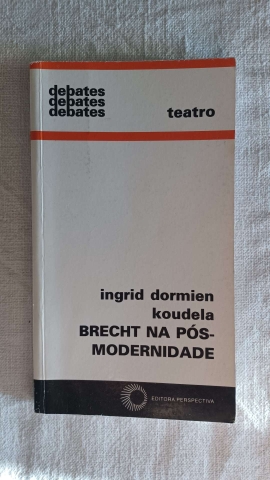 debates
debates
debates
teatro
ingrid dormien
koudela
BRECHT NA PÓS-
MODERNIDADE
EDITORA PERSPECTIVA